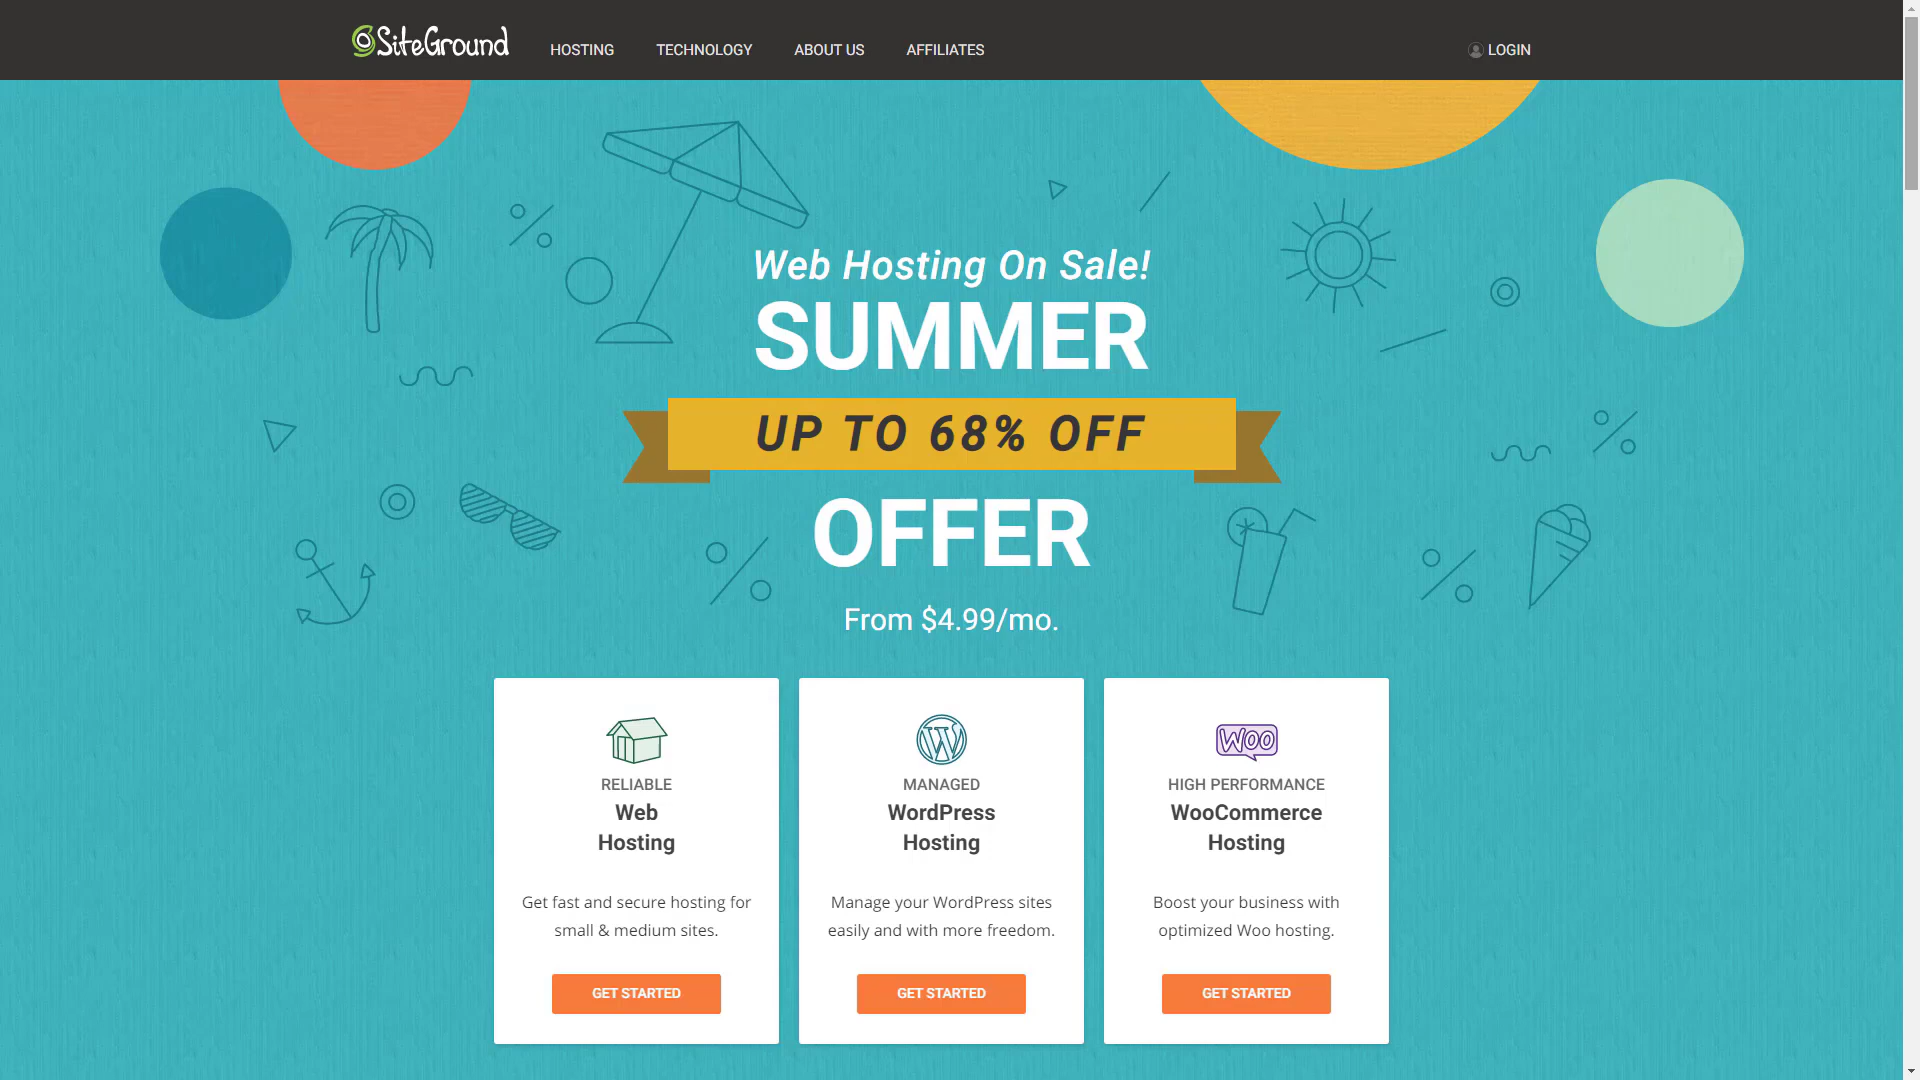 SiteGround
HOSTING
TECHNOLOGY
ABOUT US
AFFILIATES
LOGIN
Web Hosting On Sale!
SUMMER
UP TO 68% OFF
OFFER
From $4.99/mo.
RELIABLE
Web
Hosting
Get fast and secure hosting for
small & medium sites.
GET STARTED
MANAGED
WordPress
Hosting
Manage your WordPress sites
easily and with more freedom.
GET STARTED
WOO
HIGH PERFORMANCE
WooCommerce
Hosting
Boost your business with
optimized Woo hosting.
GET STARTED